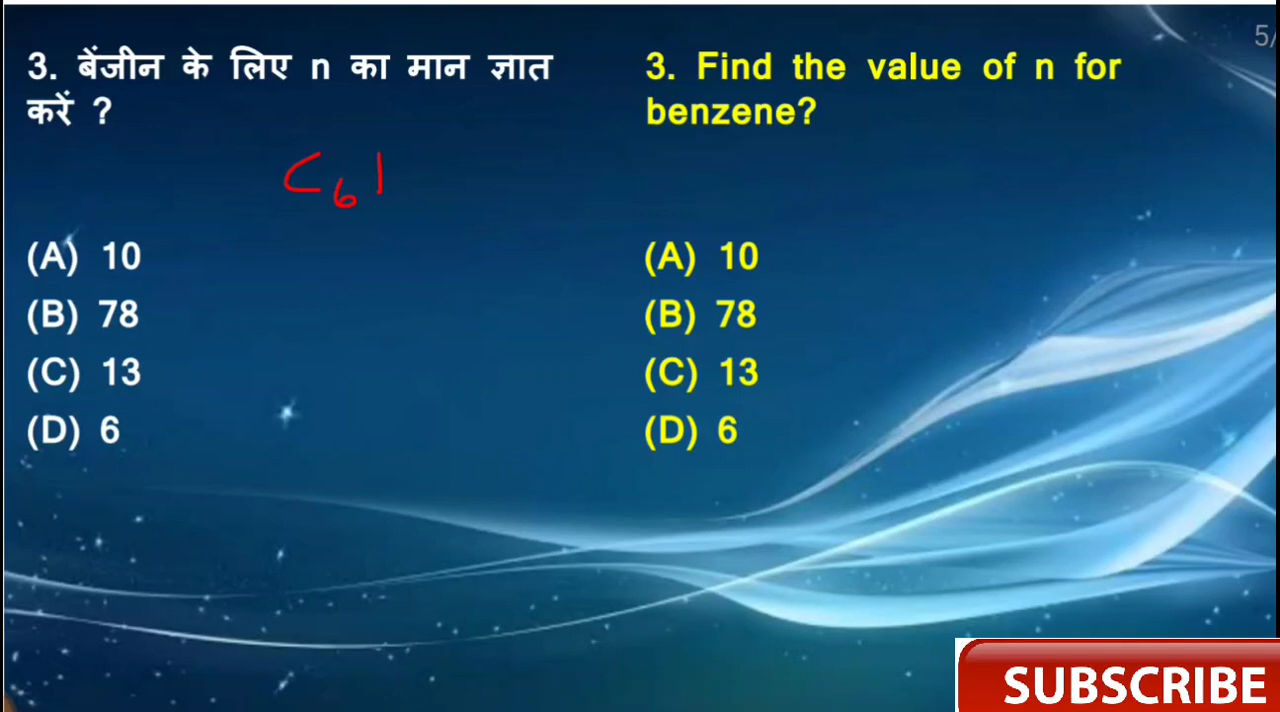 3. बेंजीन के लिए n का मान ज्ञात
करें ?
C6
(A) 10
(B) 78
(C) 13
(D) 6
3. Find the value of n for
benzene?
(A) 10
(B) 78
(C) 13
(D) 6
5/
SUBSCRIBE